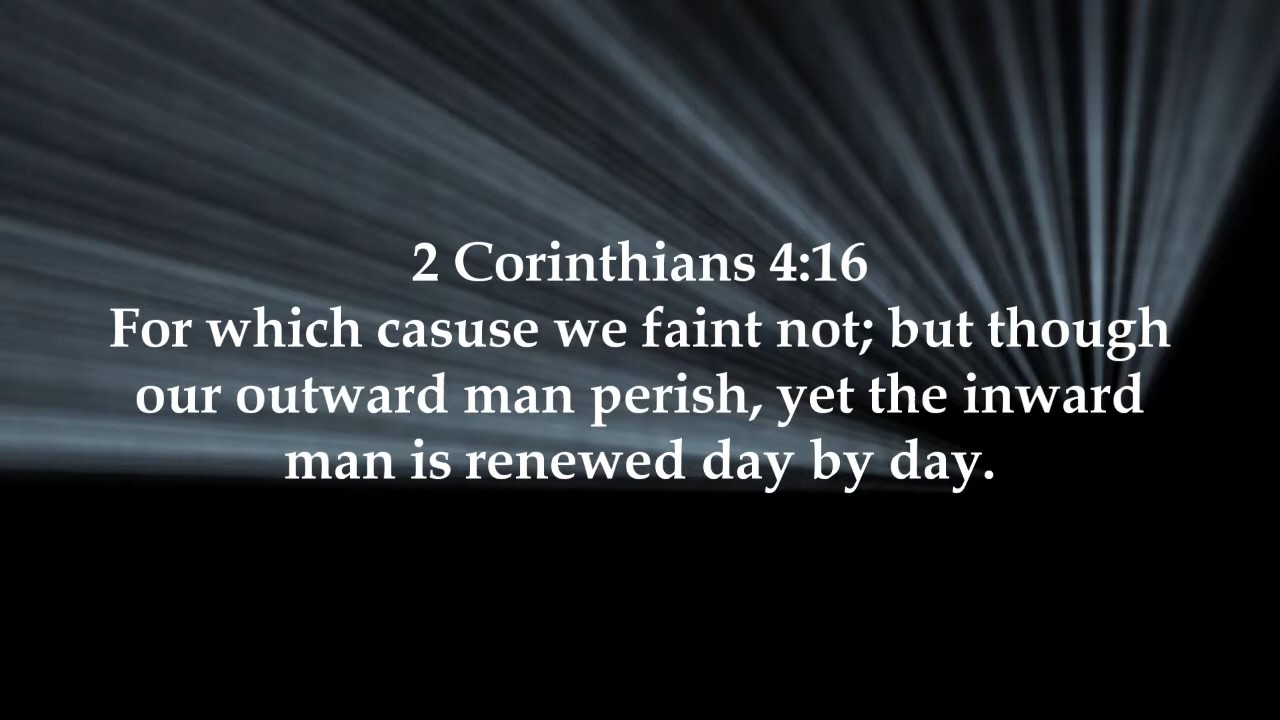 2 Corinthians 4:16
For which casuse we faint not; but though
our outward man perish, yet the inward
man is renewed day by day.